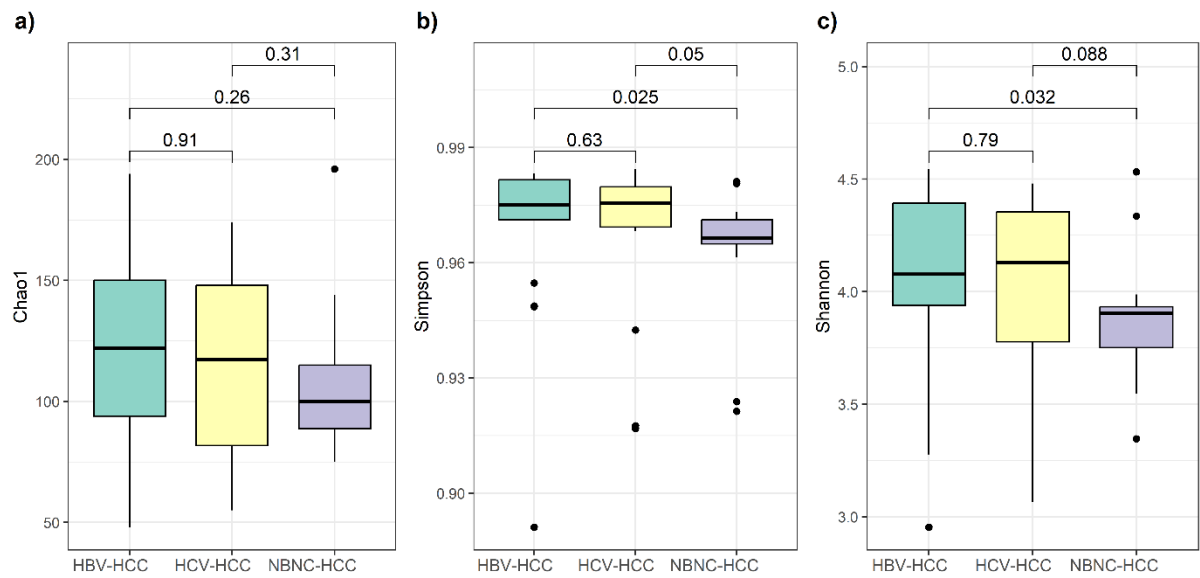 a)
0.31
0.26
0.91
200
150
100
50
Chao1
HBV-HCC HCV-HCC NBNC-HCC
b)
0.05
0.025
0.63
0.99
0.96
0.93
0.90
Simpson
HBV-HCC HCV-HCC NBNC-HCC
c)
5.0
0.088
0.032
0.79
4.5
4.0
3.5
3.0
Shannon
HBV-HCC HCV-HCC NBNC-HCC